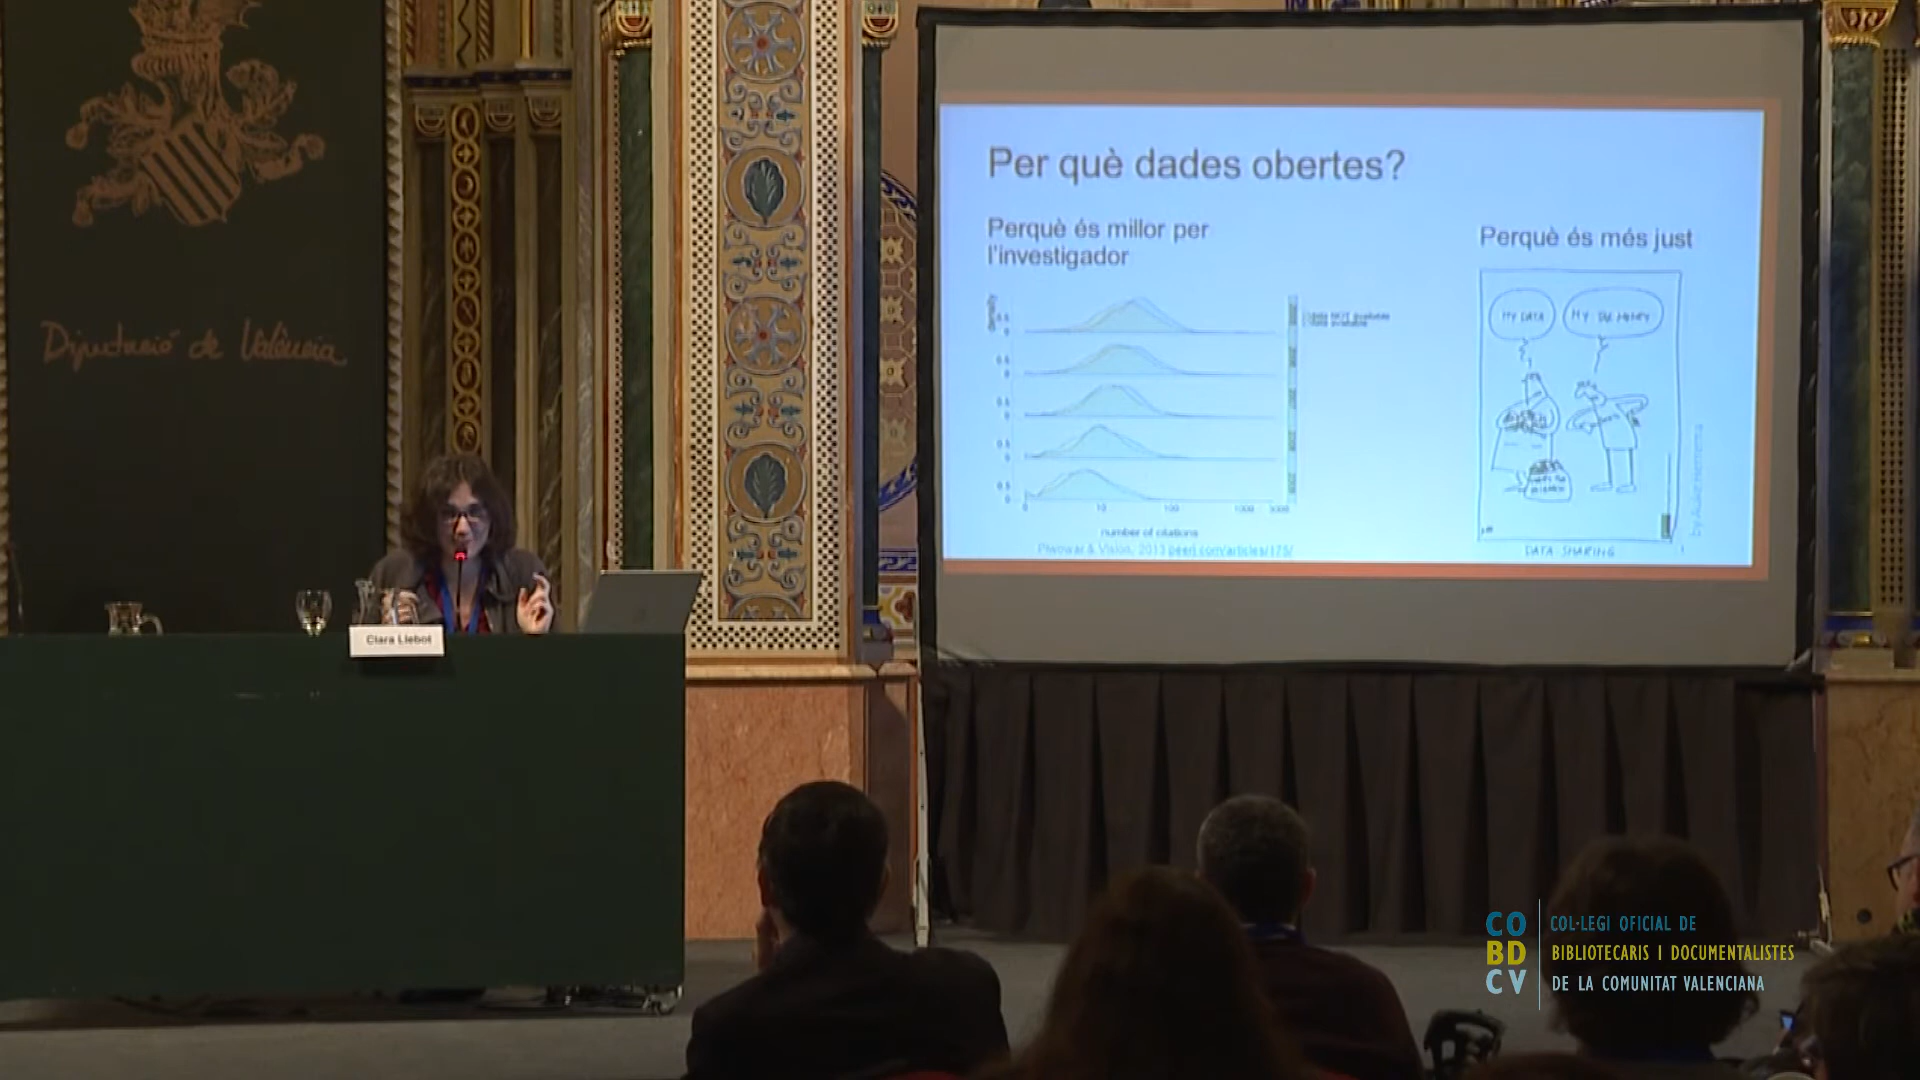 Diputació de València
Clara Llebot
Per què dades obertes?
Perquè és millor per
l'investigador
Perquè és més just
MY DATA
MY DATA
number of citations
Piwowar & Vision, 2013 peerj.com/articles/175/
DATA SHARING
CO
BD
CV
COL·LEGI OFICIAL DE
BIBLIOTECARIS I DOCUMENTALISTES
DE LA COMUNITAT VALENCIANA